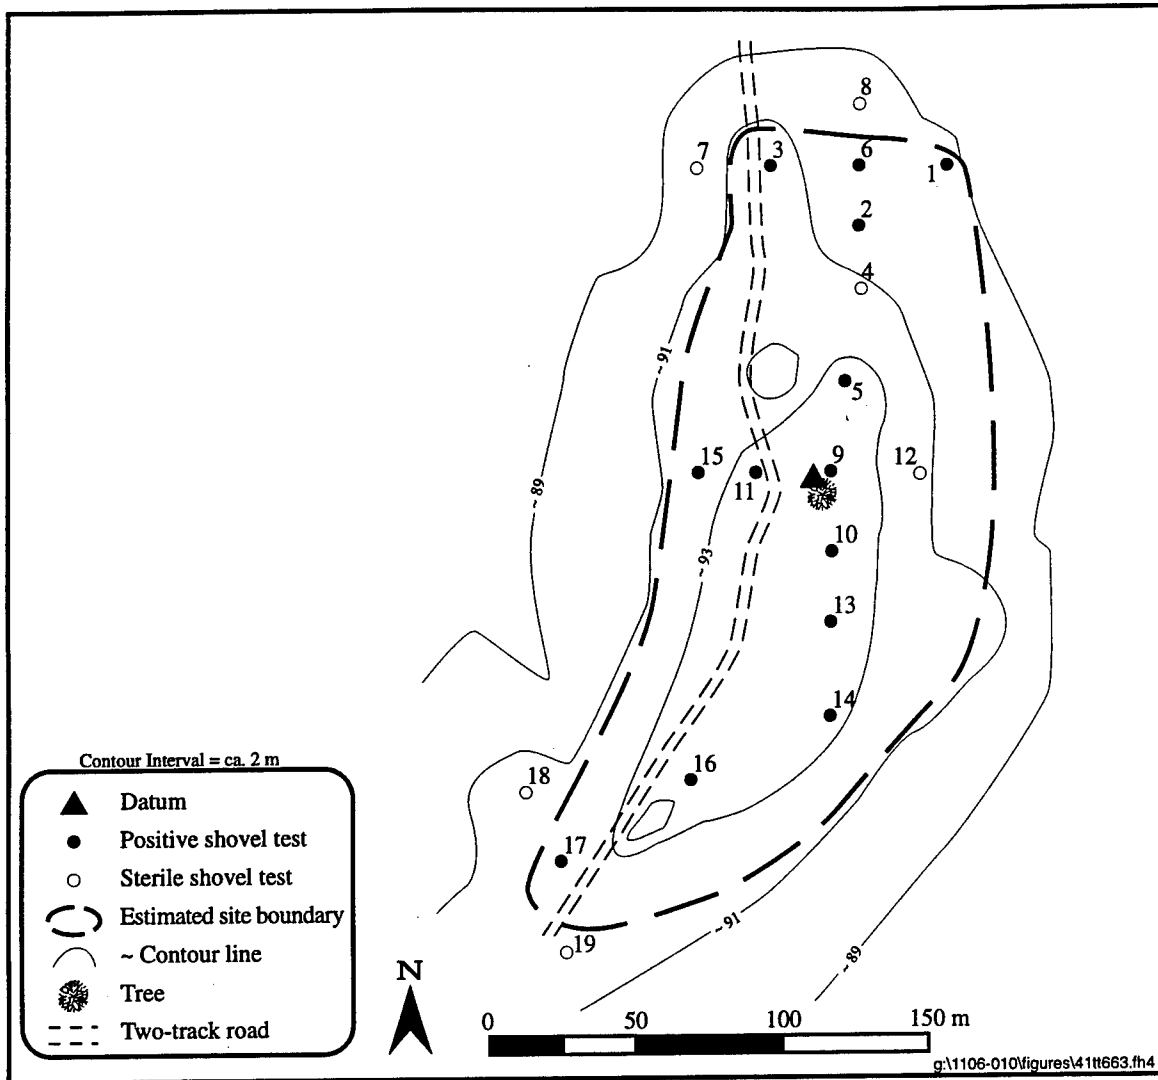 8
7
3
6
1
2
4
~ 91
5
15
11
9
12
~ 89
10
~ 93
13
14
Contour Interval = ca. 2 m
18
16
Datum
Positive shovel test
17
Sterile shovel test
Estimated site boundary
~ 91
19
~ 89
~ Contour line
N
Tree
Two-track road
0 50 100 150 m
g:\1106-010\figures\41tt663.fh4